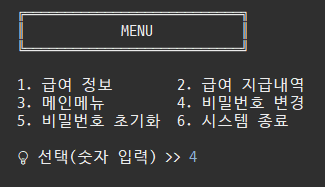 MENU
1. 급여 정보 2. 급여 지급내역
3. 메인메뉴 4. 비밀번호 변경
5. 비밀번호 초기화 6. 시스템 종료
선택(숫자 입력) >> 4